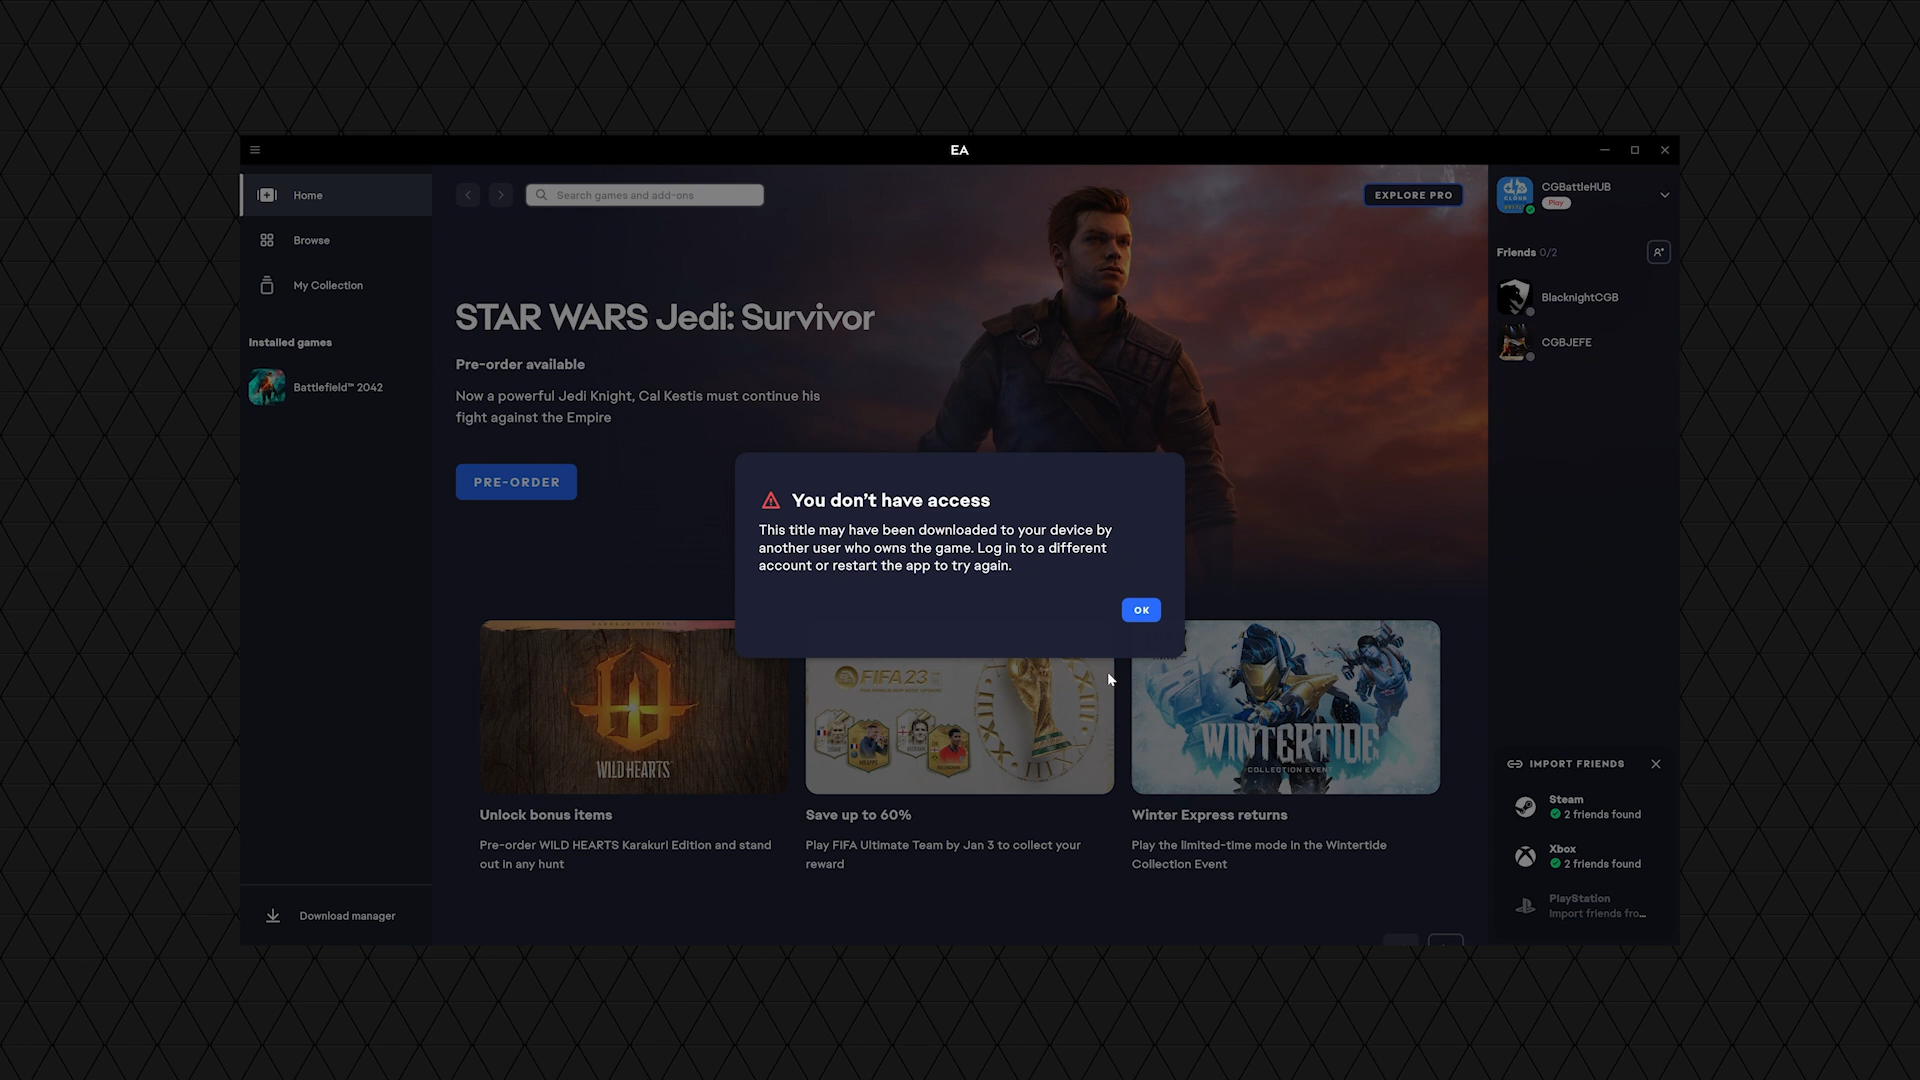 EA
Home
Browse
My Collection
Installed games
Battlefield™ 2042
Download manager
Search games and add-ons
EXPLORE PRO
STAR WARS Jedi: Survivor
Pre-order available
Now a powerful Jedi Knight, Cal Kestis must continue his
fight against the Empire
PRE-ORDER
You don't have access
This title may have been downloaded to your device by
another user who owns the game. Log in to a different
account or restart the app to try again.
OK
KARAKURI EDITION
WILD HEARTS
Unlock bonus items
Pre-order WILD HEARTS Karakuri Edition and stand
out in any hunt
FIFA 23
Save up to 60%
Play FIFA Ultimate Team by Jan 3 to collect your
reward
WINTERTIDE
COLLECTION EVENT
Winter Express returns
Play the limited-time mode in the Wintertide
Collection Event
CGBattleHUB
Play
Friends 0/2
BlacknightCGB
CGBJEFE
IMPORT FRIENDS
Steam
2 friends found
Xbox
2 friends found
PlayStation
Import friends fro...